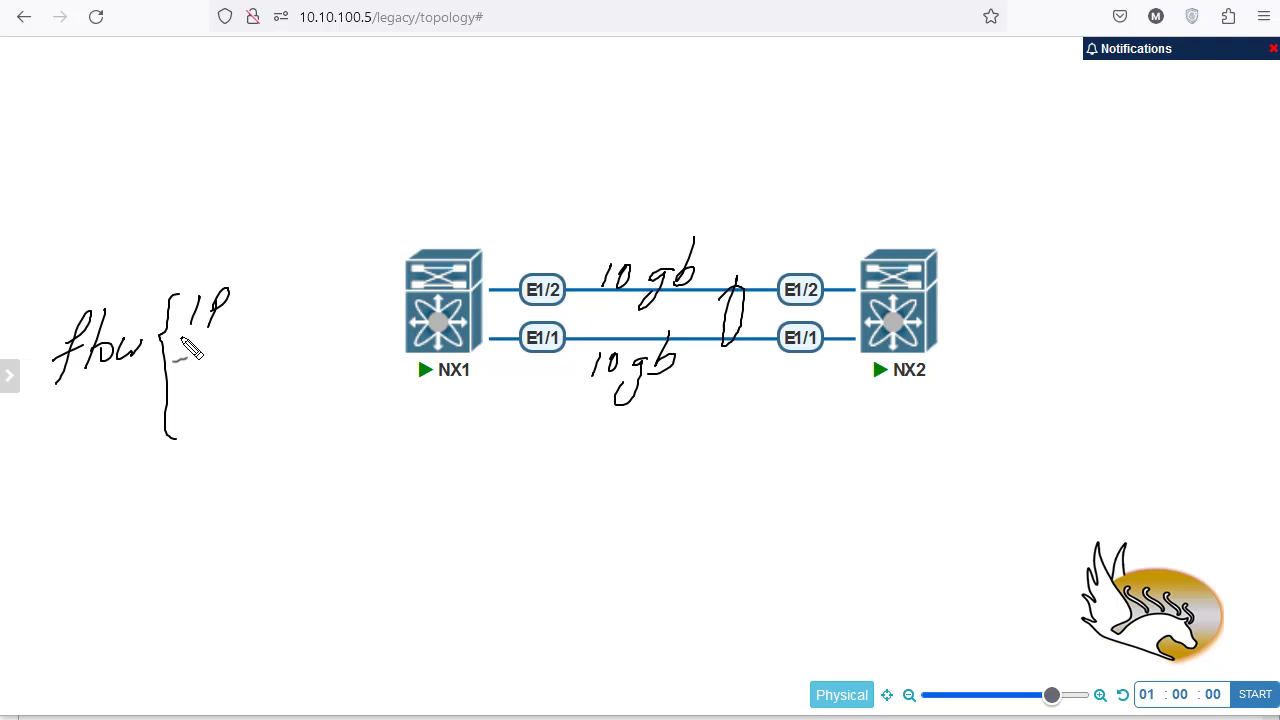 10.10.100.5/legacy/topology#
M
Notifications
10 gb
E1/2
E1/2
IP
flow
E1/1
E1/1
10 gb
NX1
NX2
Physical
01 : 00 : 00
START